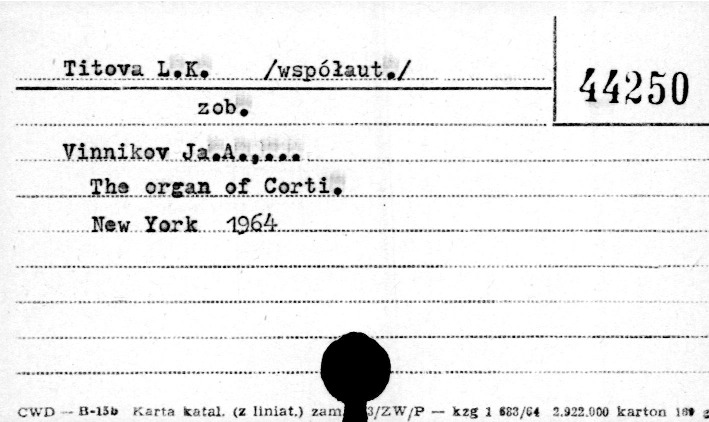 Titova L.K. /współaut./
44250
zob.
Vinnikov Ja.A.,...
The organ of Corti.
New York 1964
CWD — B-15b Karta katal. (z liniat.) zam. 3/ZW/P — kzg 1 683/64 2.922.000 karton